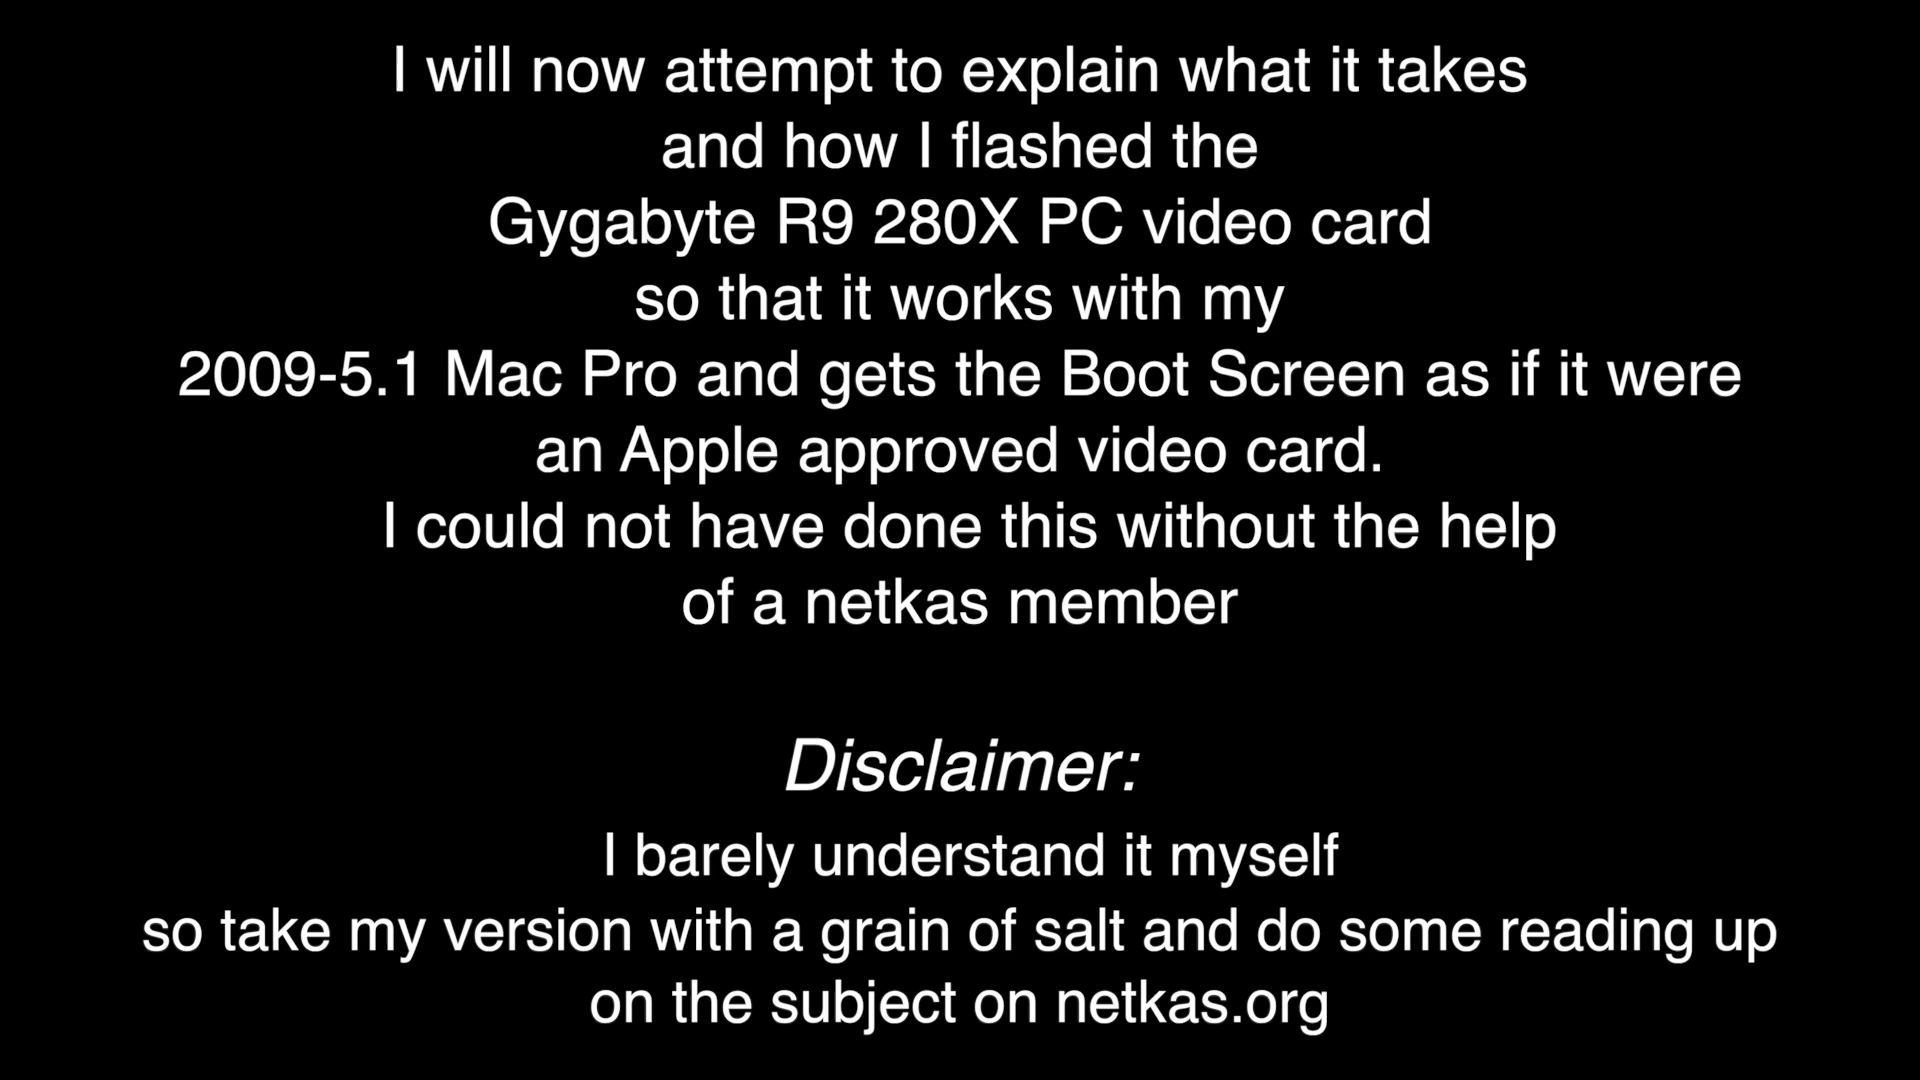 I will now attempt to explain what it takes
and how I flashed the
Gygabyte R9 280X PC video card
so that it works with my
2009-5.1 Mac Pro and gets the Boot Screen as if it were
an Apple approved video card.
I could not have done this without the help
of a netkas member
Disclaimer:
I barely understand it myself
so take my version with a grain of salt and do some reading up
on the subject on netkas.org